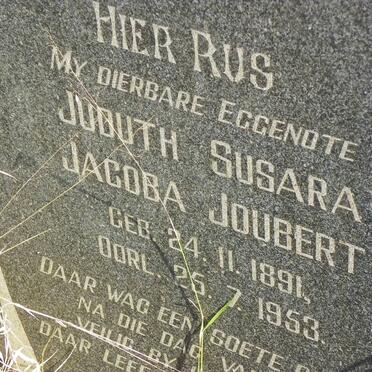 HIER RUS
MY DIERBARE EGGENOTE
JUDUTH SUSARA
JACOBA JOUBERT
GEB. 24. 11. 1891.
OORL. 25. 7. 1953.
DAAR WAG EEN SOETE
NA DIE DAG
VEILIG BY
DAAR